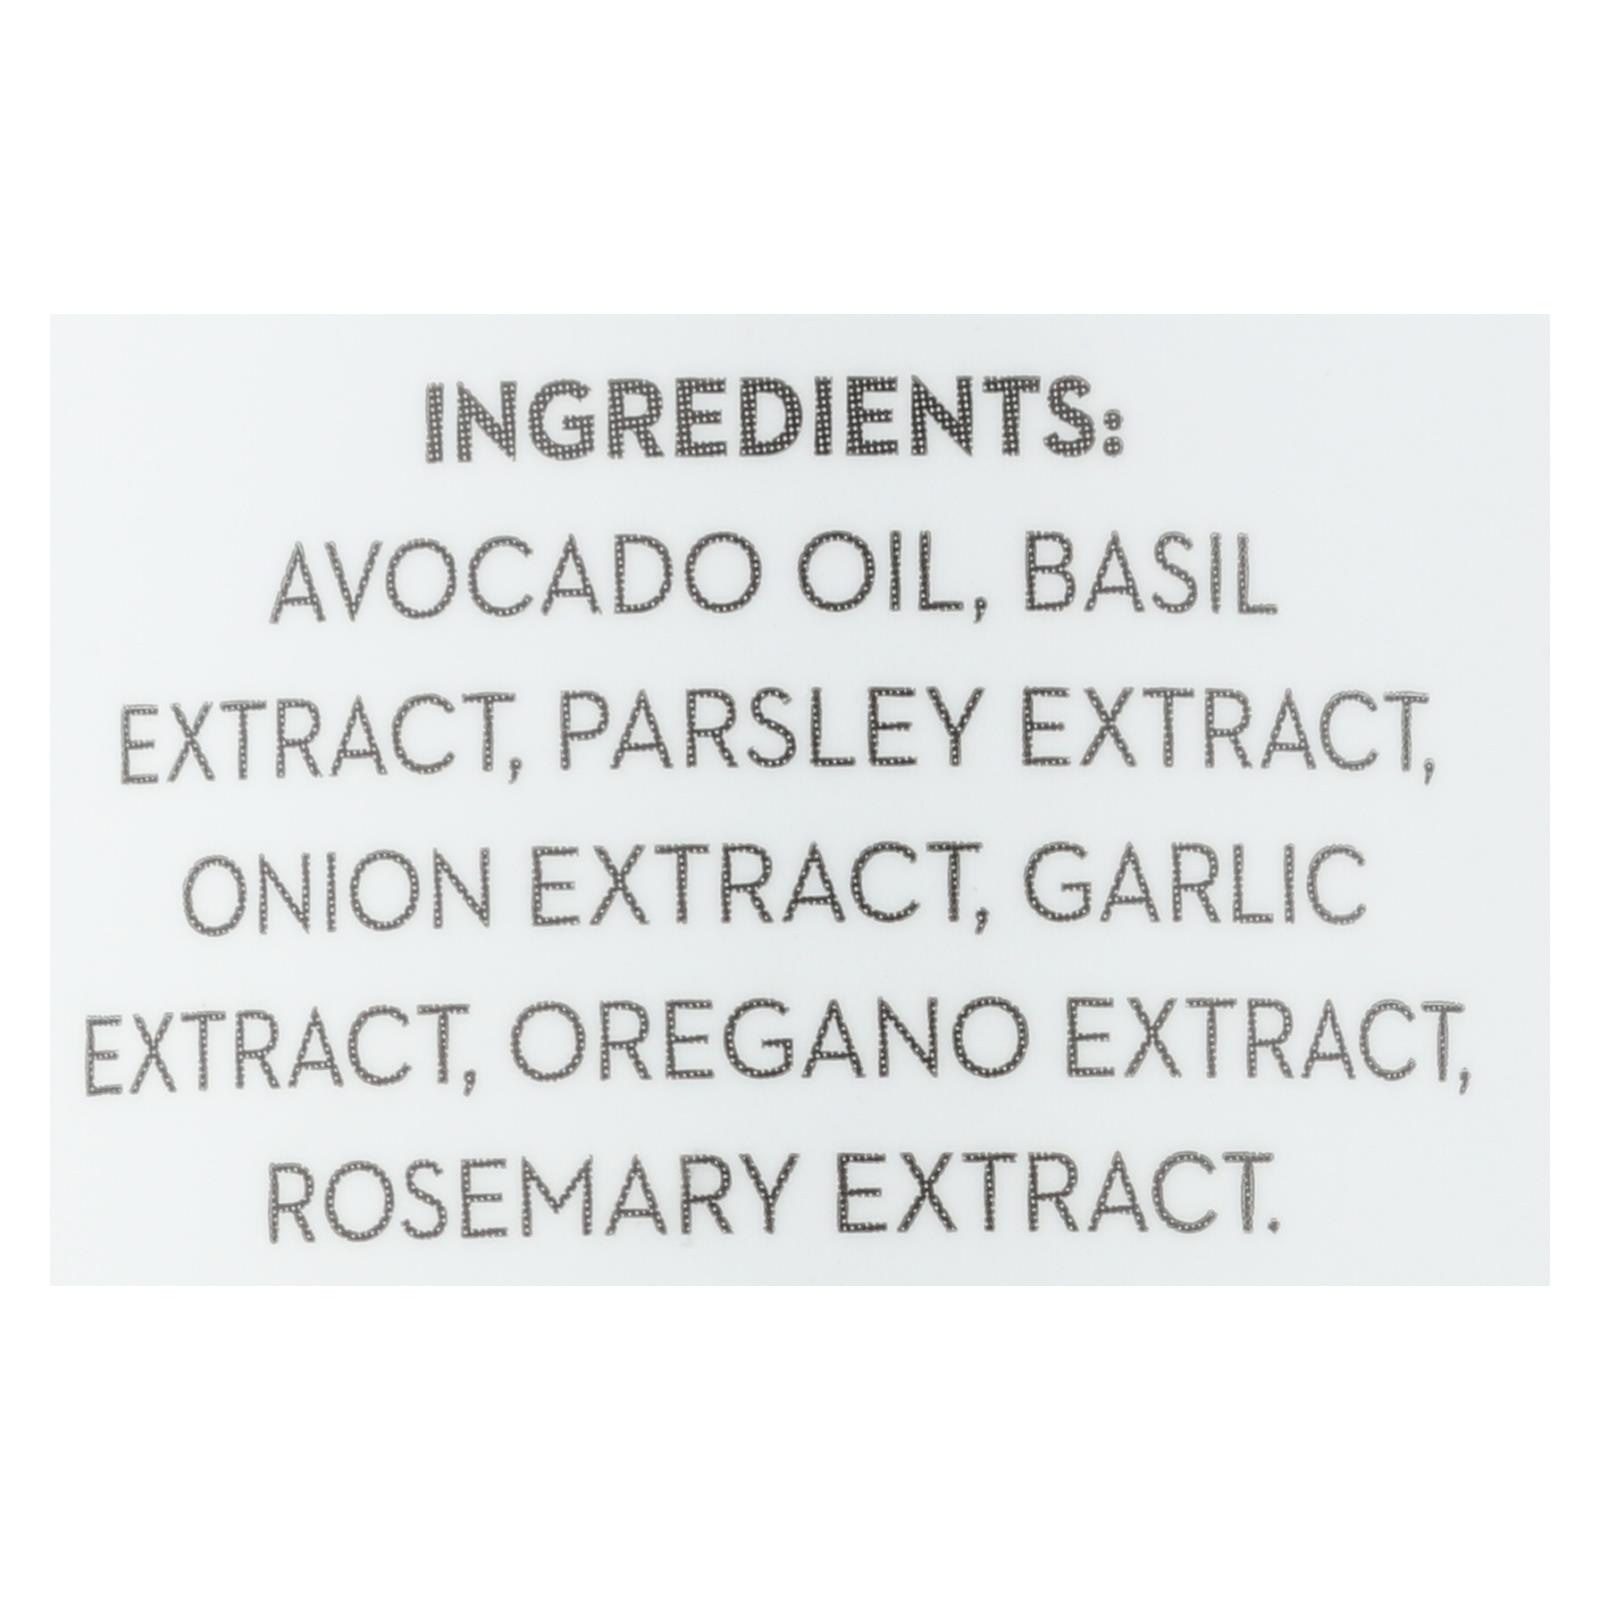 INGREDIENTS:
AVOCADO OIL, BASIL
EXTRACT, PARSLEY EXTRACT,
ONION EXTRACT, GARLIC
EXTRACT, OREGANO EXTRACT,
ROSEMARY EXTRACT.